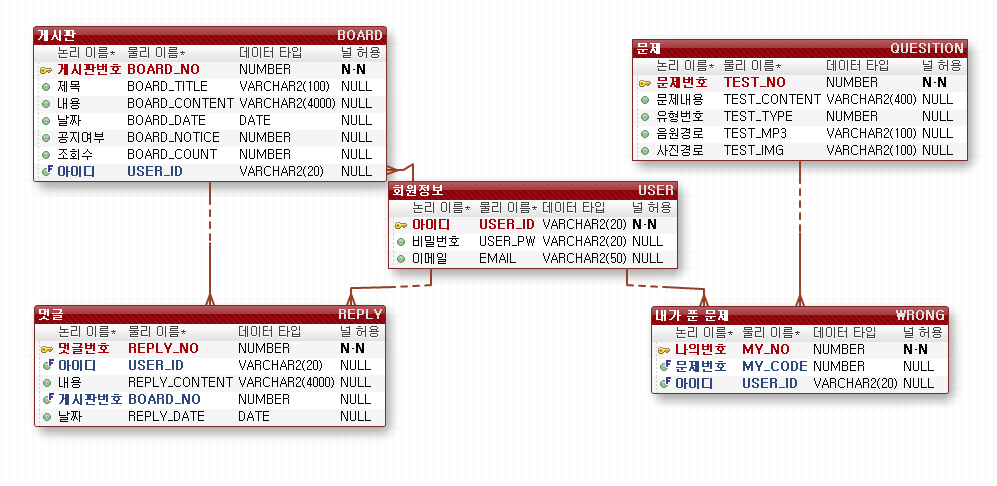 게시판 BOARD
논리 이름* 물리 이름* 데이터 타입 널 허용
게시판번호 BOARD_NO NUMBER N-N
제목 BOARD_TITLE VARCHAR2(100) NULL
내용 BOARD_CONTENT VARCHAR2(4000) NULL
날짜 BOARD_DATE DATE NULL
공지여부 BOARD_NOTICE NUMBER NULL
조회수 BOARD_COUNT NUMBER NULL
아이디 USER_ID VARCHAR2(20) NULL
문제 QUESITION
논리 이름* 물리 이름* 데이터 타입 널 허용
문제번호 TEST_NO NUMBER N-N
문제내용 TEST_CONTENT VARCHAR2(400) NULL
유형번호 TEST_TYPE NUMBER NULL
음원경로 TEST_MP3 VARCHAR2(100) NULL
사진경로 TEST_IMG VARCHAR2(100) NULL
회원정보 USER
논리 이름* 물리 이름* 데이터 타입 널 허용
아이디 USER_ID VARCHAR2(20) N-N
비밀번호 USER_PW VARCHAR2(20) NULL
이메일 EMAIL VARCHAR2(50) NULL
댓글 REPLY
논리 이름* 물리 이름* 데이터 타입 널 허용
댓글번호 REPLY_NO NUMBER N-N
아이디 USER_ID VARCHAR2(20) NULL
내용 REPLY_CONTENT VARCHAR2(4000) NULL
게시판번호 BOARD_NO NUMBER NULL
날짜 REPLY_DATE DATE NULL
내가 푼 문제 WRONG
논리 이름* 물리 이름* 데이터 타입 널 허용
나의번호 MY_NO NUMBER N-N
문제번호 MY_CODE NUMBER NULL
아이디 USER_ID VARCHAR2(20) NULL